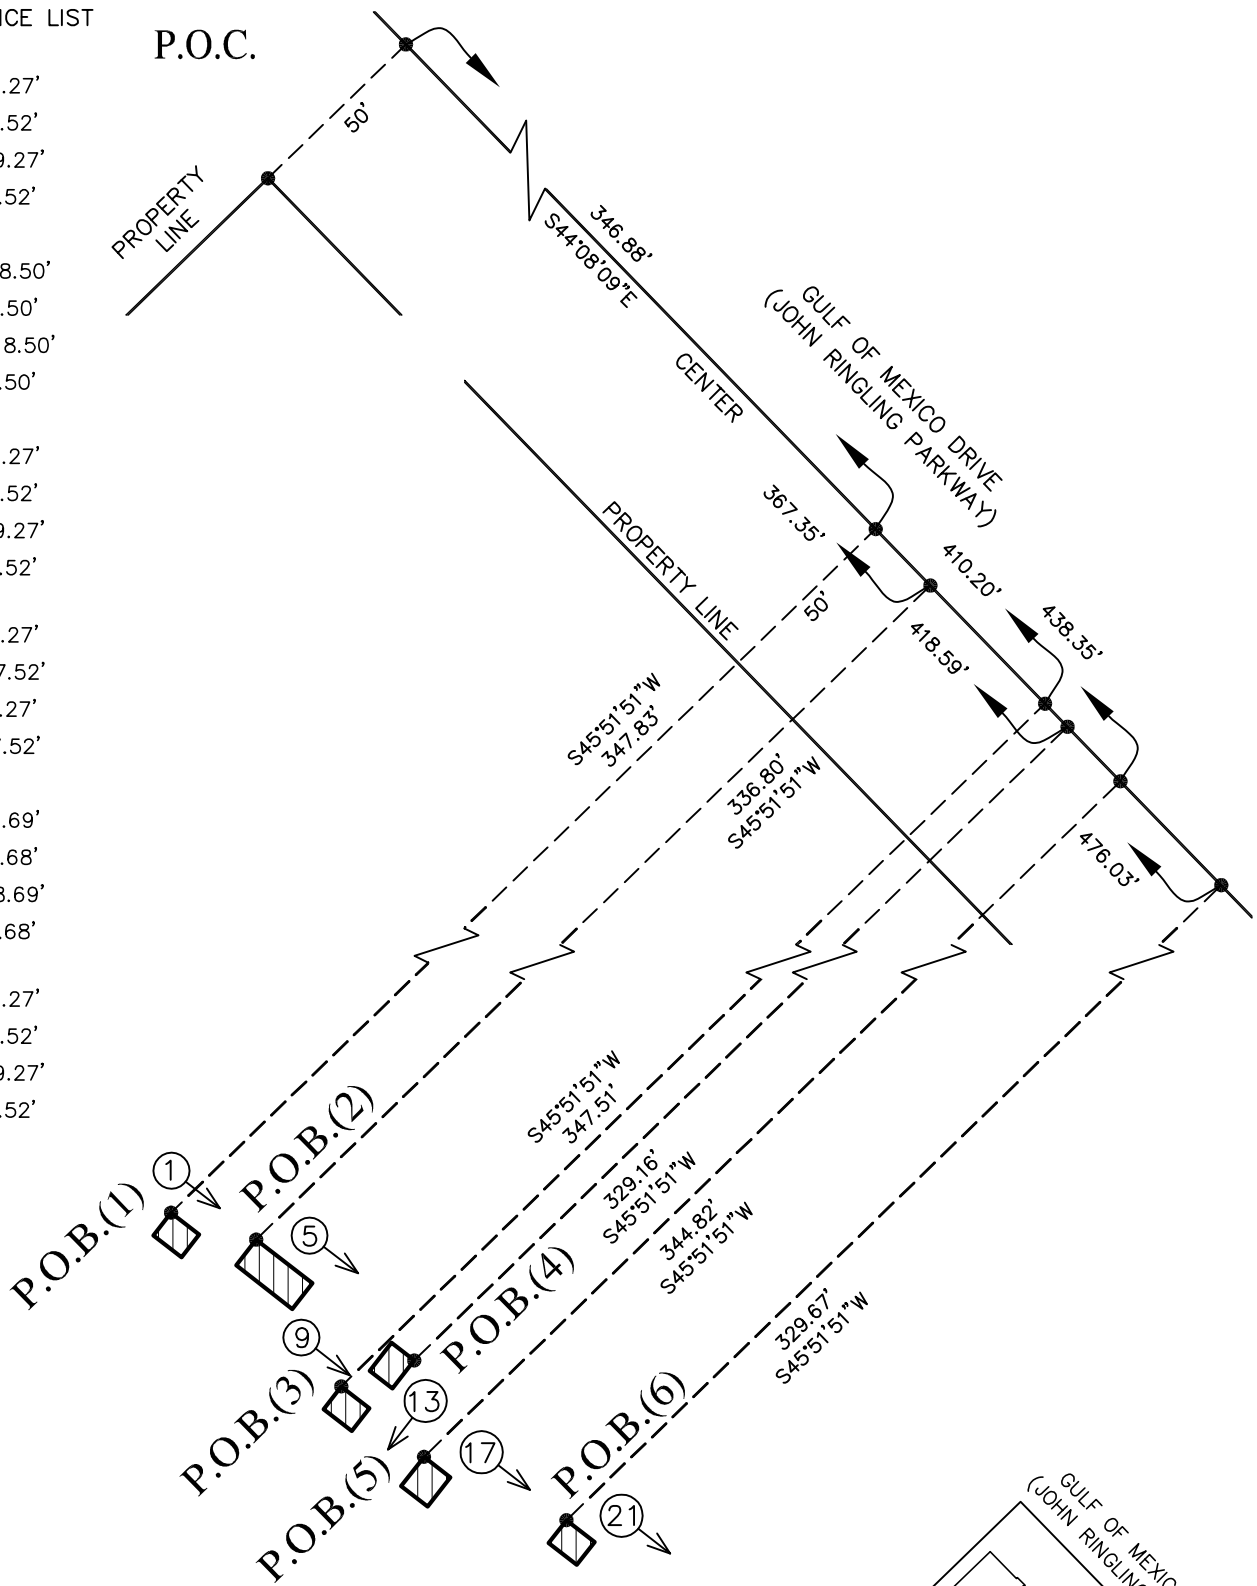 ICE LIST
.27'
.52'
9.27'
.52'
8.50'
.50'
8.50'
.50'
.27'
.52'
9.27'
.52'
.27'
7.52'
.27'
.52'
.69'
.68'
8.69'
.68'
.27'
.52'
9.27'
.52'
P.O.C.
50'
PROPERTY
LINE
346.88'
S44°08'09"E
CENTER
GULF OF MEXICO DRIVE
(JOHN RINGLING PARKWAY)
PROPERTY LINE
367.35'
50'
410.20'
418.59'
438.35'
476.03'
S45°51'51"W
347.83'
336.80'
S45°51'51"W
S45°51'51"W
347.51'
329.16'
S45°51'51"W
344.82'
S45°51'51"W
329.67'
S45°51'51"W
P.O.B.(1)
1
P.O.B.(2)
5
P.O.B.(3)
9
P.O.B.(4)
13
P.O.B.(5)
17
P.O.B.(6)
21
GULF OF MEXIC
(JOHN RINGLING